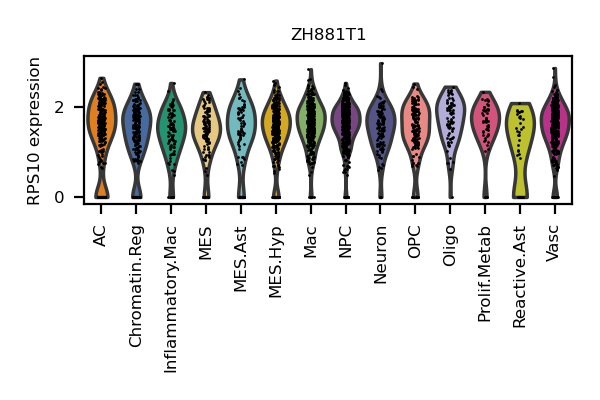 ZH881T1
RPS10 expression
2
0
AC
Chromatin.Reg
Inflammatory.Mac
MES
MES.Ast
MES.Hyp
Mac
NPC
Neuron
OPC
Oligo
Prolif.Metab
Reactive.Ast
Vasc